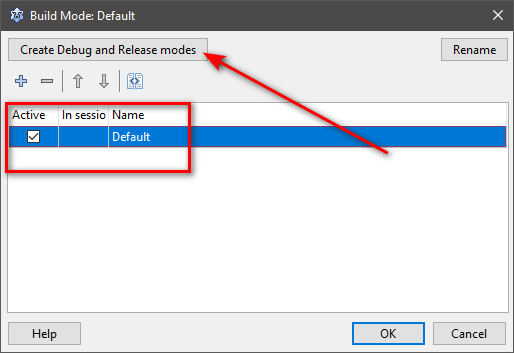 Build Mode: Default
Create Debug and Release modes
Rename
Active In sessio Name
Default
Help
OK
Cancel